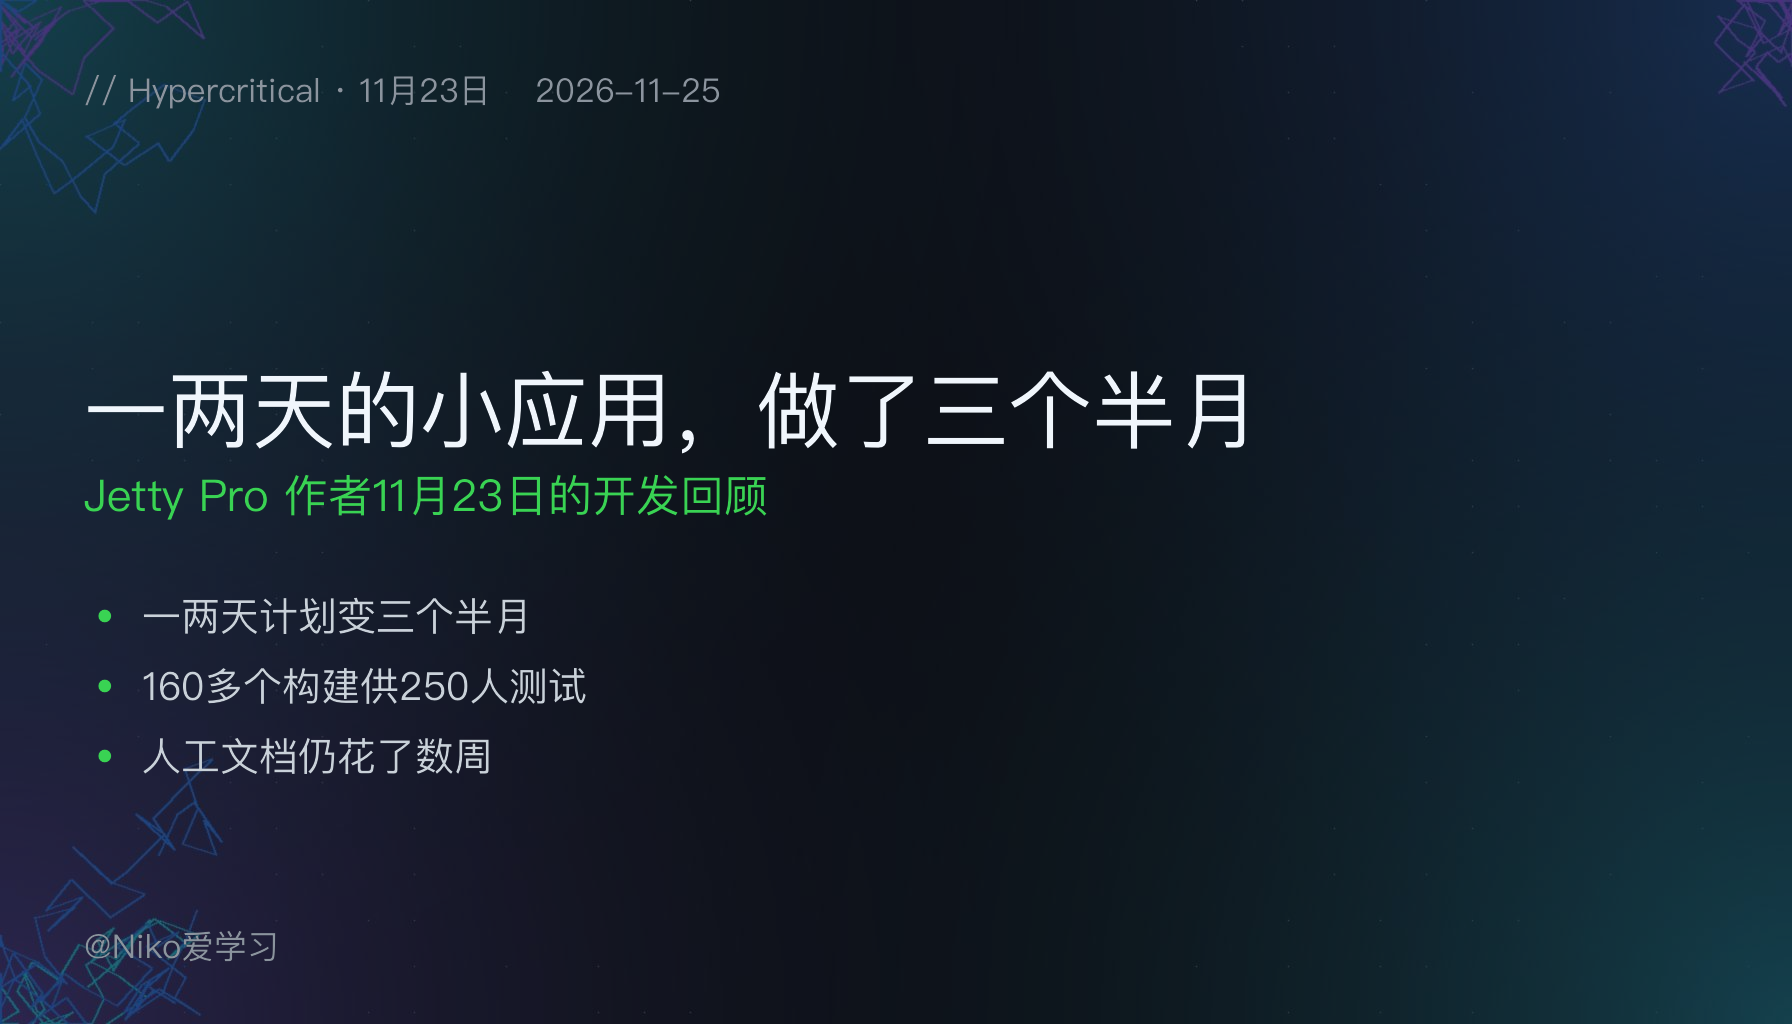 // Hypercritical · 11月23日 2026-11-25
一两天的小应用，做了三个半月
Jetty Pro 作者11月23日的开发回顾
• 一两天计划变三个半月
• 160多个构建供250人测试
• 人工文档仍花了数周
@Niko爱学习